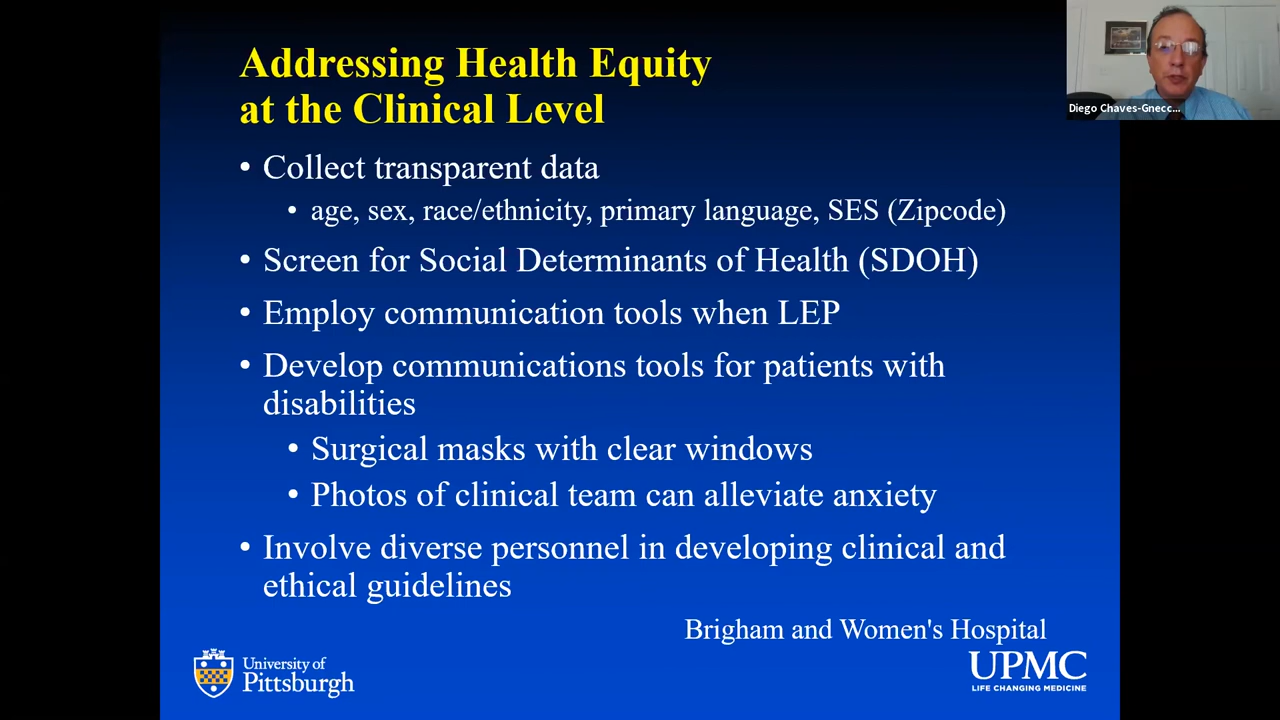 Addressing Health Equity
at the Clinical Level
• Collect transparent data
• age, sex, race/ethnicity, primary language, SES (Zipcode)
• Screen for Social Determinants of Health (SDOH)
• Employ communication tools when LEP
• Develop communications tools for patients with
disabilities
• Surgical masks with clear windows
• Photos of clinical team can alleviate anxiety
• Involve diverse personnel in developing clinical and
ethical guidelines
Brigham and Women's Hospital
University of
Pittsburgh
UPMC
LIFE CHANGING MEDICINE
Diego Chaves-Gnecc...